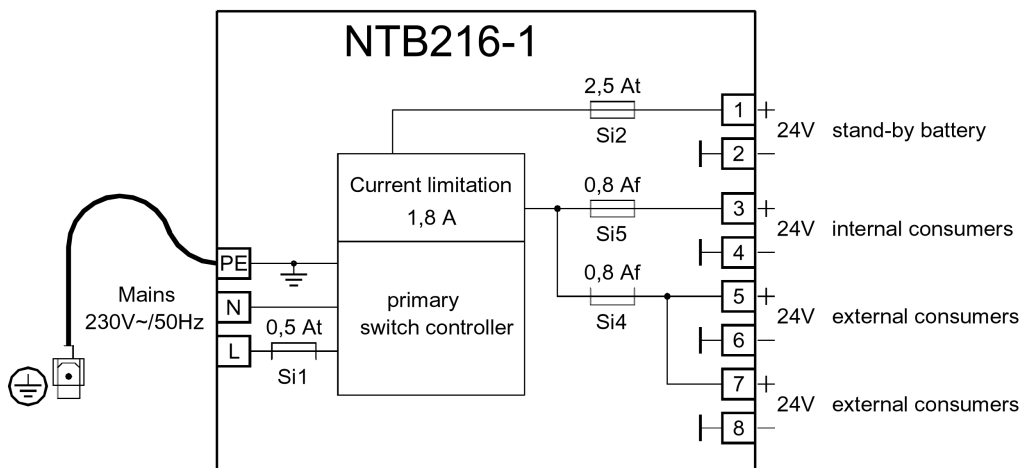 NTB216-1
2,5 At
Si2
1 +
24V stand-by battery
2 –
Current limitation
1,8 A
0,8 Af
Si5
3 +
24V internal consumers
4 –
PE
0,8 Af
Si4
5 +
24V external consumers
6 –
Mains
230V~/50Hz
N
primary
switch controller
0,5 At
L
Si1
7 +
24V external consumers
8 –